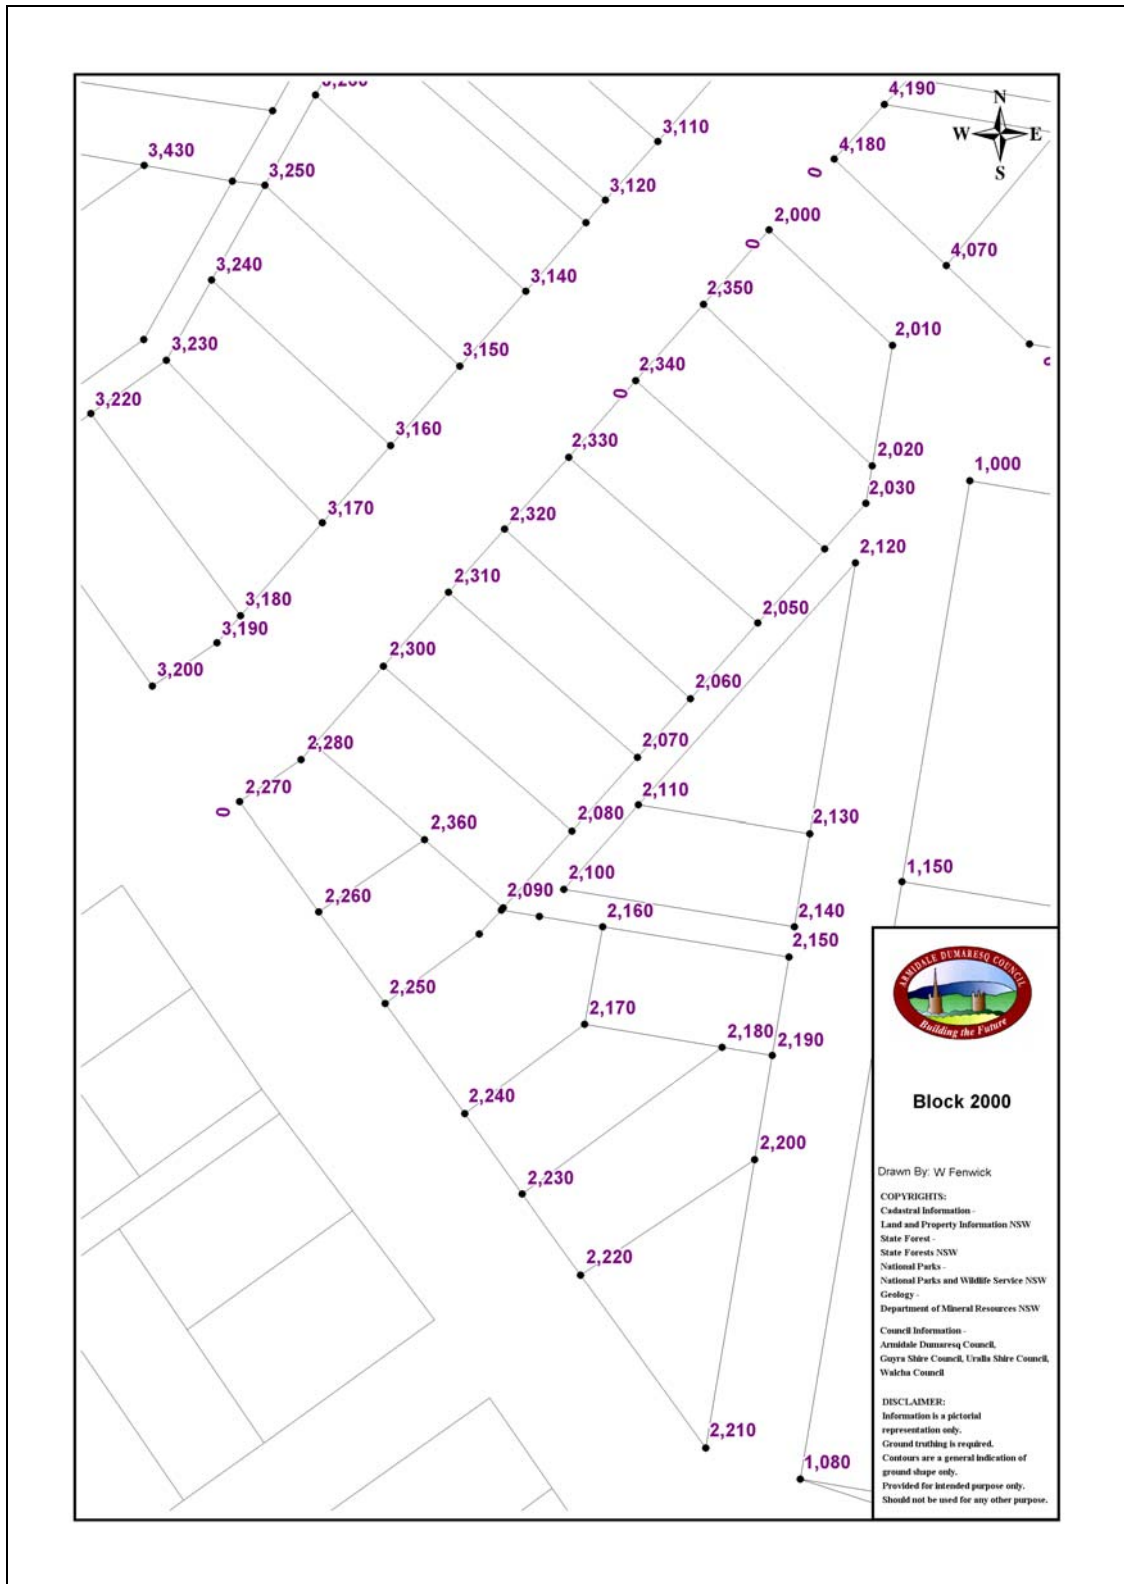 3,260
4,190
N
3,110
W
E
3,430
4,180
S
3,250
0
3,120
2,000
0
4,070
3,240
3,140
2,350
2,010
3,230
3,150
2,340
0
3,220
3,160
2,330
2,020
1,000
2,030
3,170
2,320
2,120
2,310
3,180
2,050
3,190
2,300
3,200
2,060
2,280
2,070
2,270
0
2,110
2,360
2,080
2,130
1,150
2,100
2,260
2,090
2,160
2,140
2,150
2,250
2,170
2,180
2,190
2,240
2,200
2,230
2,220
2,210
1,080
ARMIDALE DUMARESQ COUNCIL
Building the Future
Block 2000
Drawn By: W Fenwick
COPYRIGHTS:
Cadastral Information -
Land and Property Information NSW
State Forest -
State Forests NSW
National Parks -
National Parks and Wildlife Service NSW
Geology -
Department of Mineral Resources NSW
Council Information -
Armidale Dumaresq Council,
Guyra Shire Council, Uralla Shire Council,
Walcha Council
DISCLAIMER:
Information is a pictorial
representation only.
Ground truthing is required.
Contours are a general indication of
ground shape only.
Provided for intended purpose only.
Should not be used for any other purpose.